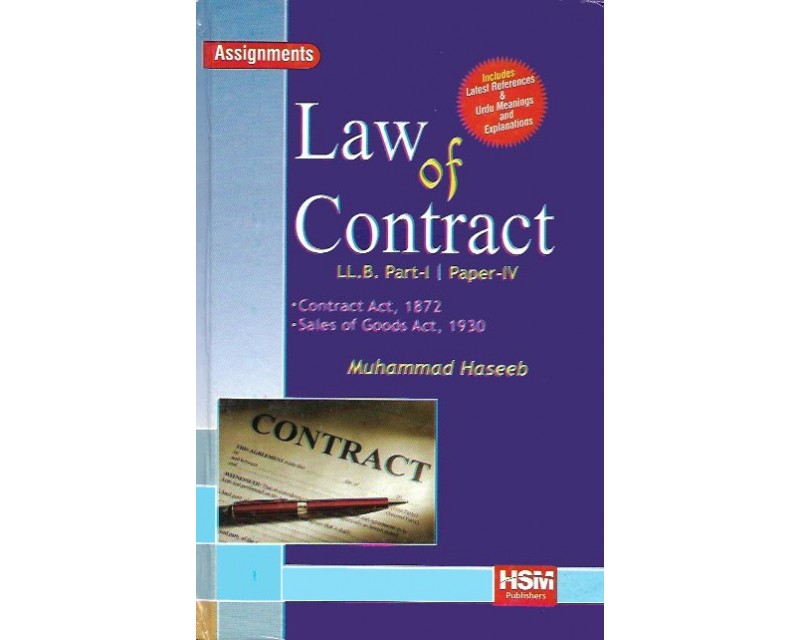 Assignments
Includes
Latest References
&
Urdu Meanings
and
Explanations
Law
of
Contract
LL.B. Part-I | Paper-IV
•Contract Act, 1872
•Sales of Goods Act, 1930
Muhammad Haseeb
CONTRACT
THIS AGREEMENT
HSM
Publishers